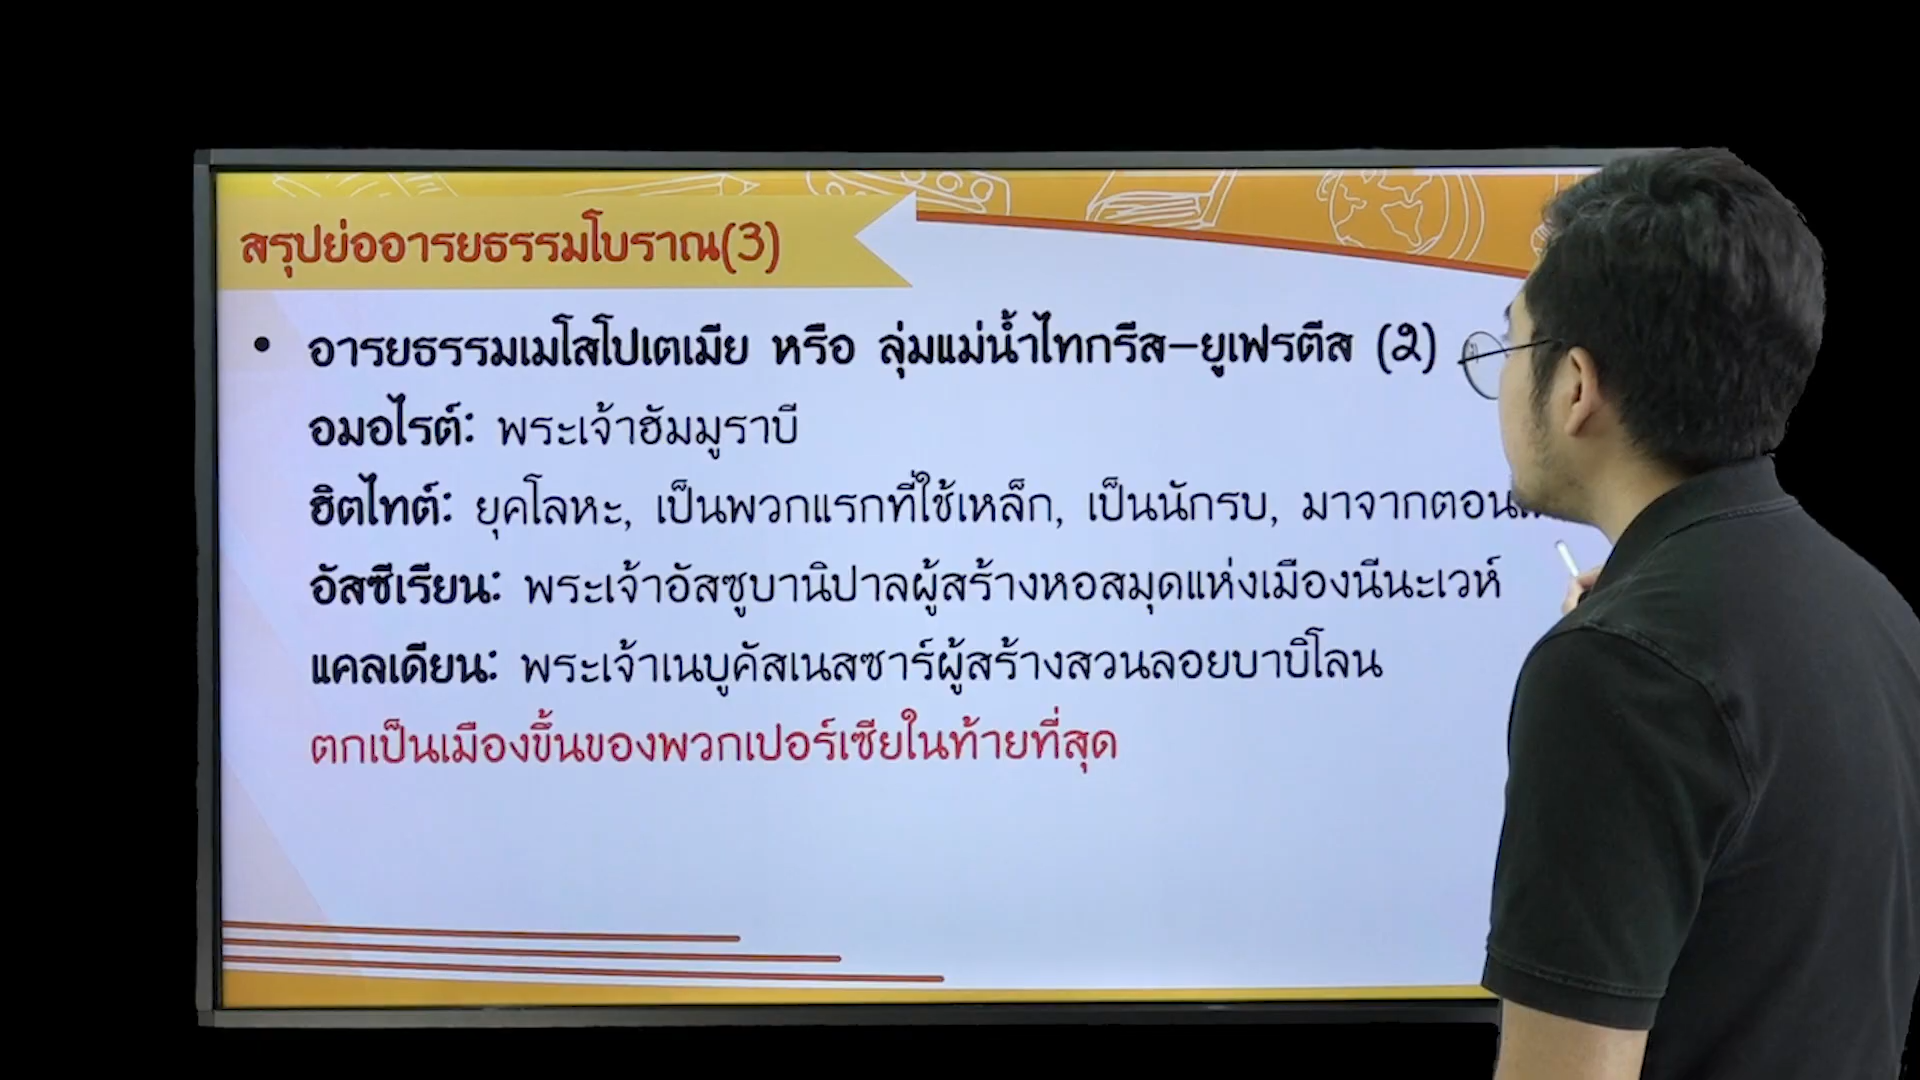 สรุปย่ออารยธรรมโบราณ(3)
• อารยธรรมเมโสโปเตเมีย หรือ ลุ่มแม่น้ำไทกรีส-ยูเฟรตีส (2)
อมอไรต์: พระเจ้าฮัมมูราบี
ฮิตไทต์: ยุคโลหะ, เป็นพวกแรกที่ใช้เหล็ก, เป็นนักรบ, มาจากตอน
อัสซีเรียน: พระเจ้าอัสซูบานิปาลผู้สร้างหอสมุดแห่งเมืองนีนะเวห์
แคลเดียน: พระเจ้าเนบูคัสเนสซาร์ผู้สร้างสวนลอยบาบิโลน
ตกเป็นเมืองขึ้นของพวกเปอร์เซียในท้ายที่สุด